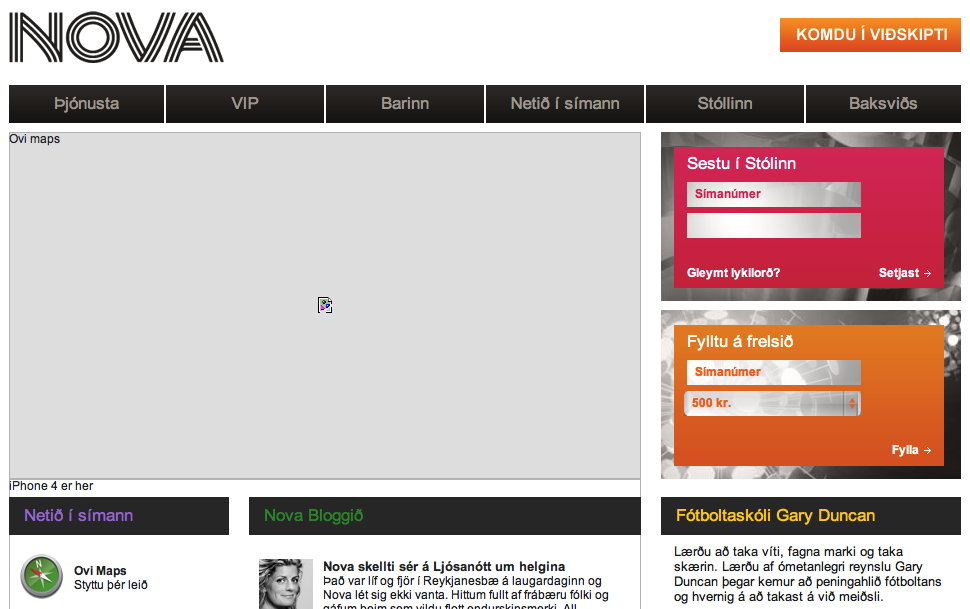 NOVA
KOMDU Í VIÐSKIPTI
Þjónusta
VIP
Barinn
Netið í símann
Stóllinn
Baksviðs
Ovi maps
Sestu í Stólinn
Símanúmer
Gleymt lykilorð?
Setjast →
Fylltu á frelsið
Símanúmer
500 kr.
Fylla →
iPhone 4 er her
Netið í símann
Ovi Maps
Styttu þér leið
Nova Bloggið
Nova skellti sér á Ljósanótt um helgina
Það var líf og fjör í Reykjanesbæ á laugardaginn og
Nova lét sig ekki vanta. Hittum fullt af frábæru fólki og
gáfum þeim sem vildu flott endurskinsmerki. All
Fótboltaskóli Gary Duncan
Lærðu að taka víti, fagna marki og taka
skærin. Lærðu af ómetanlegri reynslu Gary
Duncan þegar kemur að peningahlið fótboltans
og hvernig á að takast á við meiðsli.